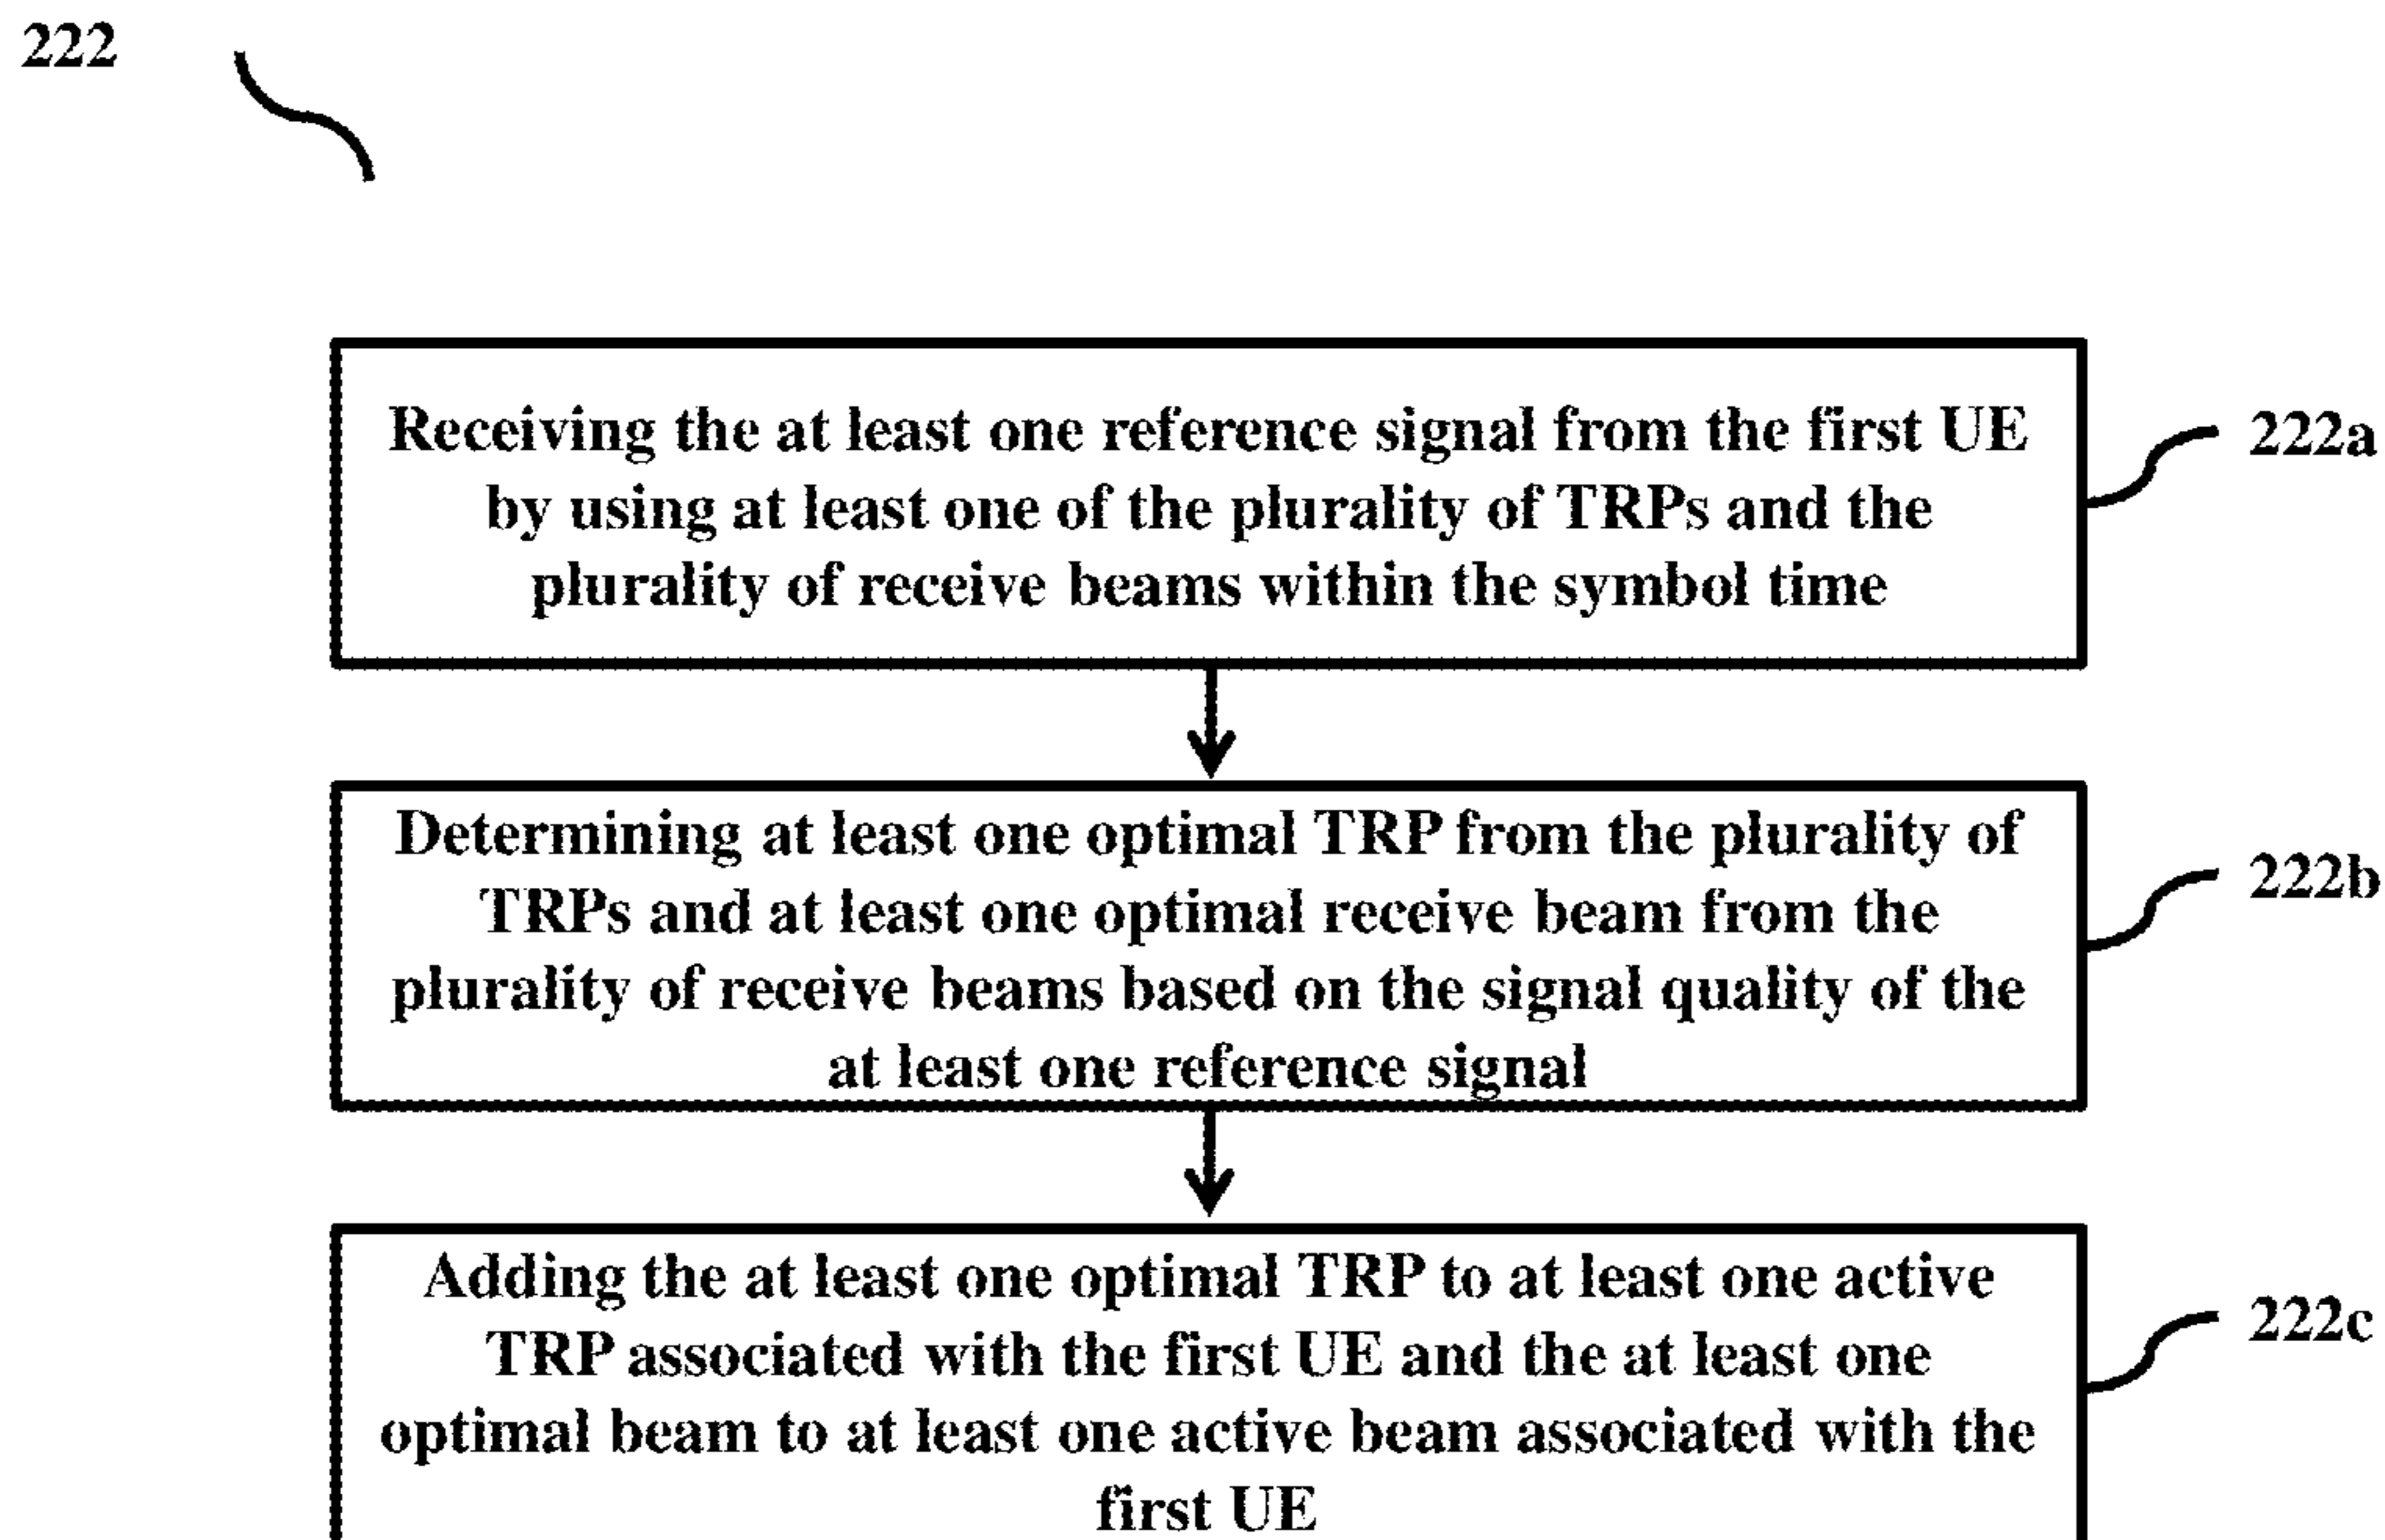 222
Receiving the at least one reference signal from the first UE
by using at least one of the plurality of TRPs and the
plurality of receive beams within the symbol time
222a
Determining at least one optimal TRP from the plurality of
TRPs and at least one optimal receive beam from the
plurality of receive beams based on the signal quality of the
at least one reference signal
222b
Adding the at least one optimal TRP to at least one active
TRP associated with the first UE and the at least one
optimal beam to at least one active beam associated with the
first UE
222c